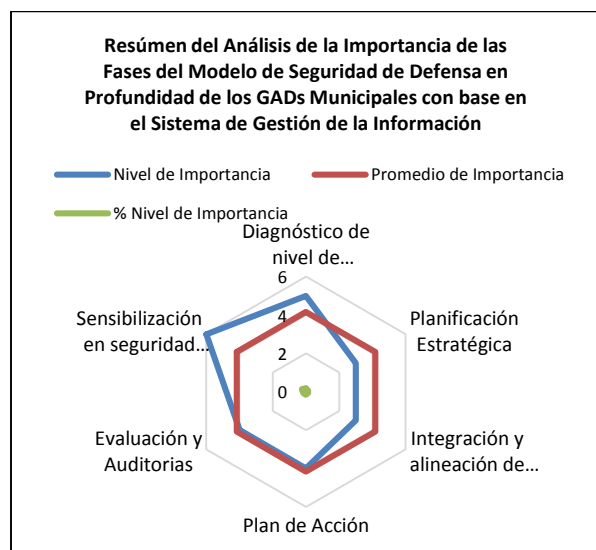 Resúmen del Análisis de la Importancia de las
Fases del Modelo de Seguridad de Defensa en
Profundidad de los GADs Municipales con base en
el Sistema de Gestión de la Información
Nivel de Importancia
Promedio de Importancia
% Nivel de Importancia
Diagnóstico de
nivel de...
6
4
2
0
Planificación
Estratégica
Integración y
alineación de...
Plan de Acción
Evaluación y
Auditorias
Sensibilización
en seguridad...